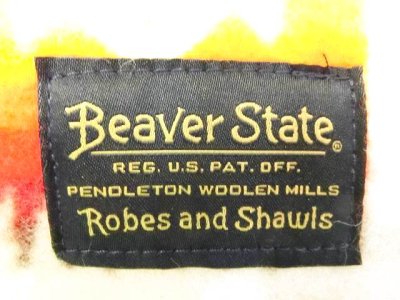 Beaver State®
REG. U.S. PAT. OFF.
PENDLETON WOOLEN MILLS
Robes and Shawls